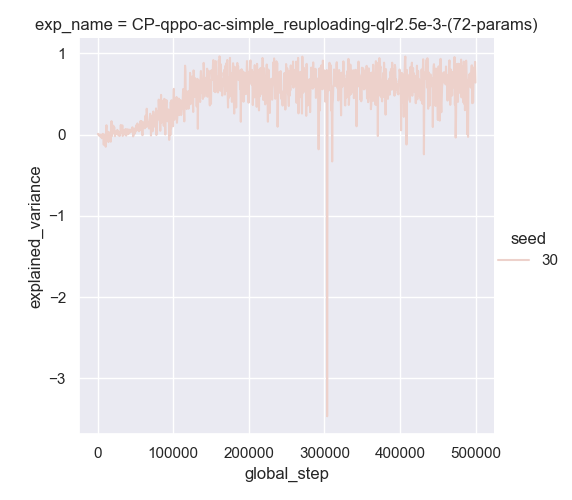 exp_name = CP-qppo-ac-simple_reuploading-qlr2.5e-3-(72-params)
1
0
−1
−2
−3
explained_variance
0 100000 200000 300000 400000 500000
global_step
seed
30